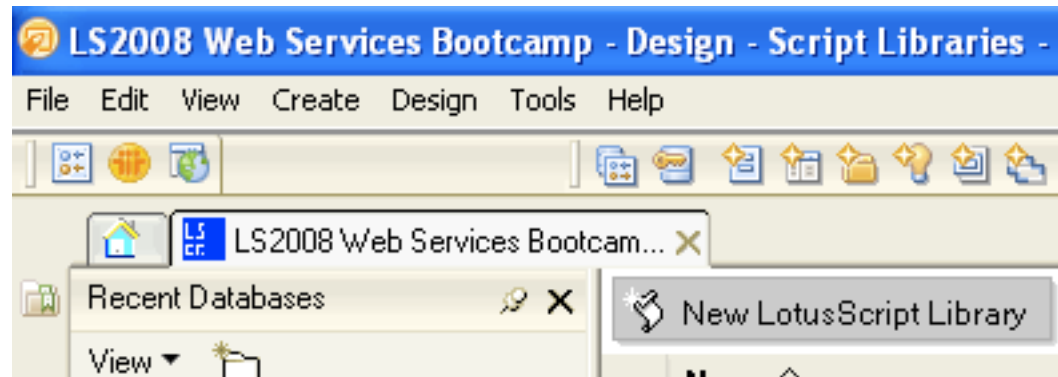 LS2008 Web Services Bootcamp - Design - Script Libraries -
File Edit View Create Design Tools Help
LS2008 Web Services Bootcam...
Recent Databases
New LotusScript Library
View